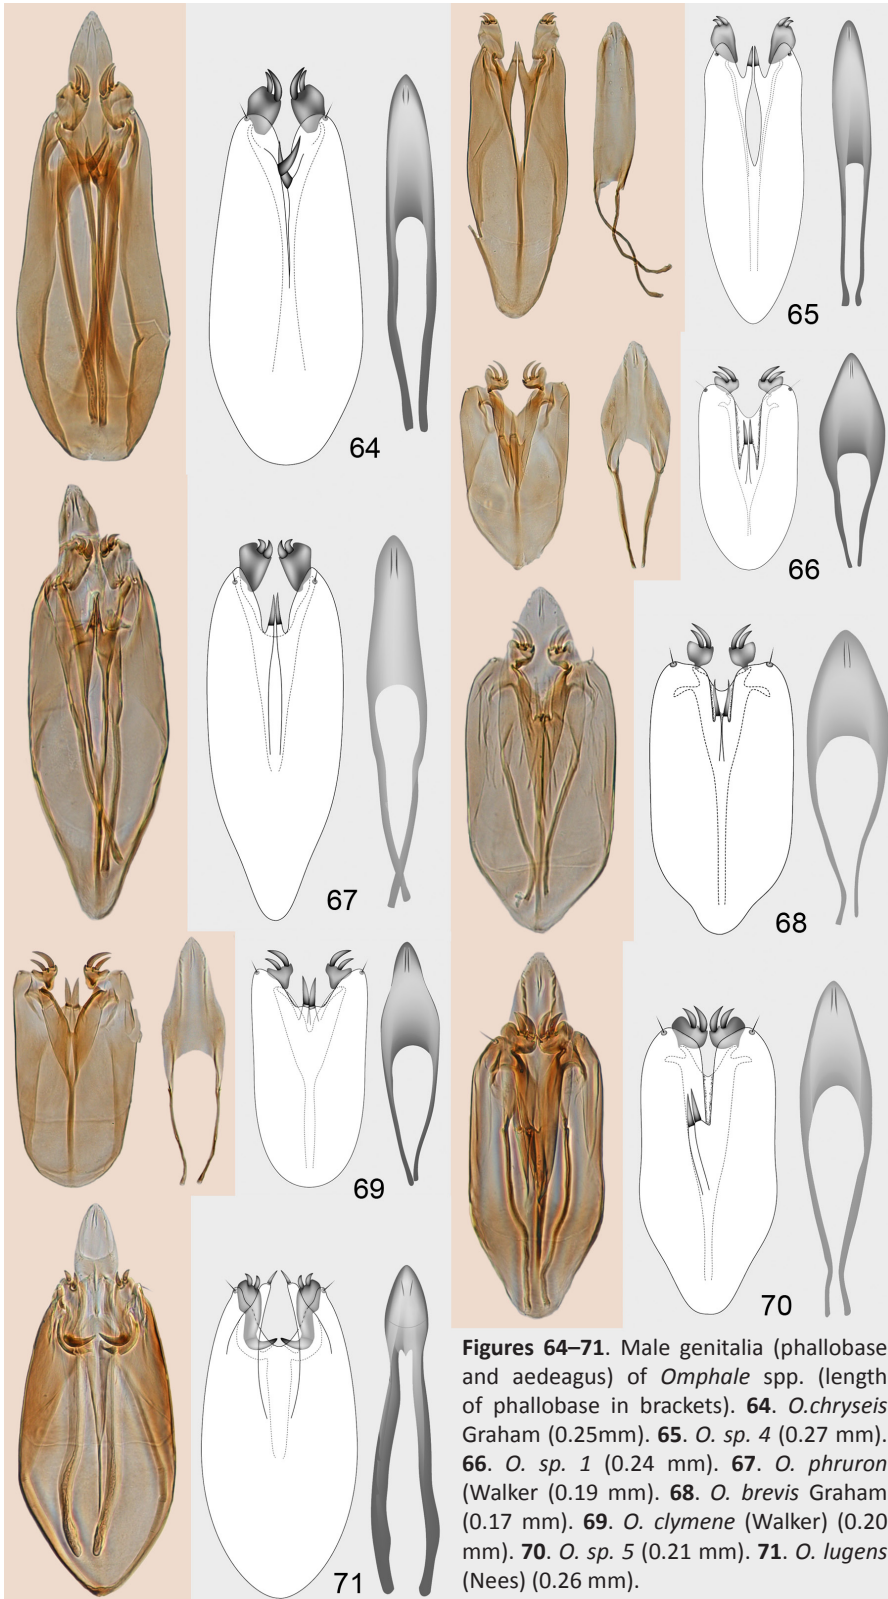 64
65
66
67
68
69
70
71
Figures 64–71. Male genitalia (phallobase
and aedeagus) of Omphale spp. (length
of phallobase in brackets). 64. O.chryseis
Graham (0.25mm). 65. O. sp. 4 (0.27 mm).
66. O. sp. 1 (0.24 mm). 67. O. phruron
(Walker (0.19 mm). 68. O. brevis Graham
(0.17 mm). 69. O. clymene (Walker) (0.20
mm). 70. O. sp. 5 (0.21 mm). 71. O. lugens
(Nees) (0.26 mm).